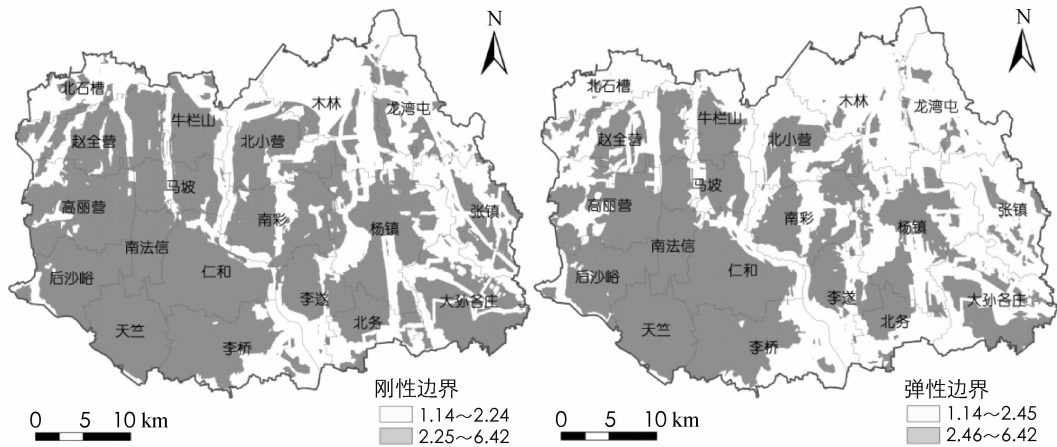 N
北石槽
牛栏山
木林
龙湾屯
赵全营
北小营
马坡
高丽营
南彩
张镇
杨镇
南法信
后沙峪
仁和
李遂
大孙各庄
北务
天竺
李桥
刚性边界
1.14～2.24
2.25～6.42
0 5 10 km
N
北石槽
木林
龙湾屯
牛栏山
赵全营
北小营
马坡
高丽营
南彩
张镇
杨镇
南法信
后沙峪
仁和
李遂
大孙各庄
北务
天竺
李桥
弹性边界
1.14～2.45
2.46～6.42
0 5 10 km